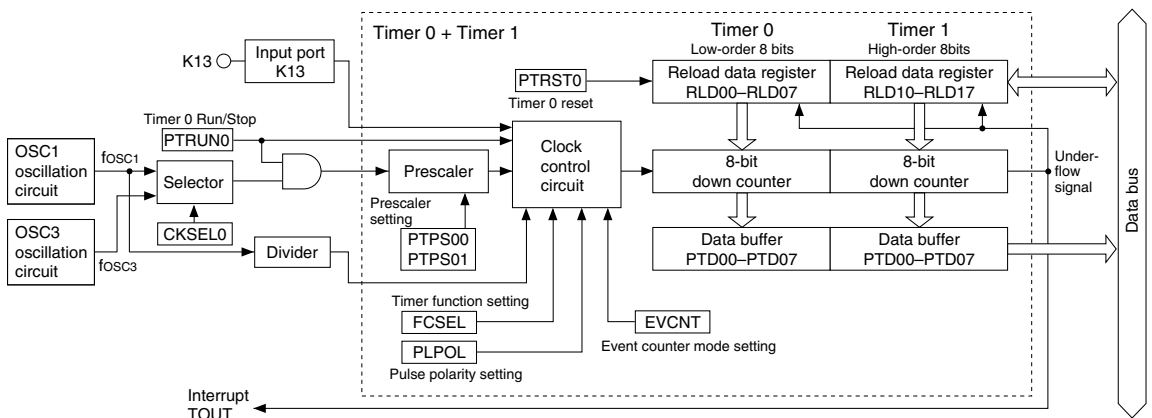 Timer 0 + Timer 1
Timer 0
Low-order 8 bits
Timer 1
High-order 8bits
K13
Input port
K13
PTRST0
Timer 0 reset
Reload data register
RLD00–RLD07
Reload data register
RLD10–RLD17
Timer 0 Run/Stop
PTRUN0
OSC1
oscillation
circuit
fOSC1
Selector
Prescaler
Clock
control
circuit
8-bit
down counter
8-bit
down counter
Under-
flow
signal
Data bus
Prescaler
setting
PTPS00
PTPS01
OSC3
oscillation
circuit
fOSC3
CKSEL0
Divider
Data buffer
PTD00–PTD07
Data buffer
PTD00–PTD07
Timer function setting
FCSEL
EVCNT
Event counter mode setting
PLPOL
Pulse polarity setting
Interrupt
TOUT